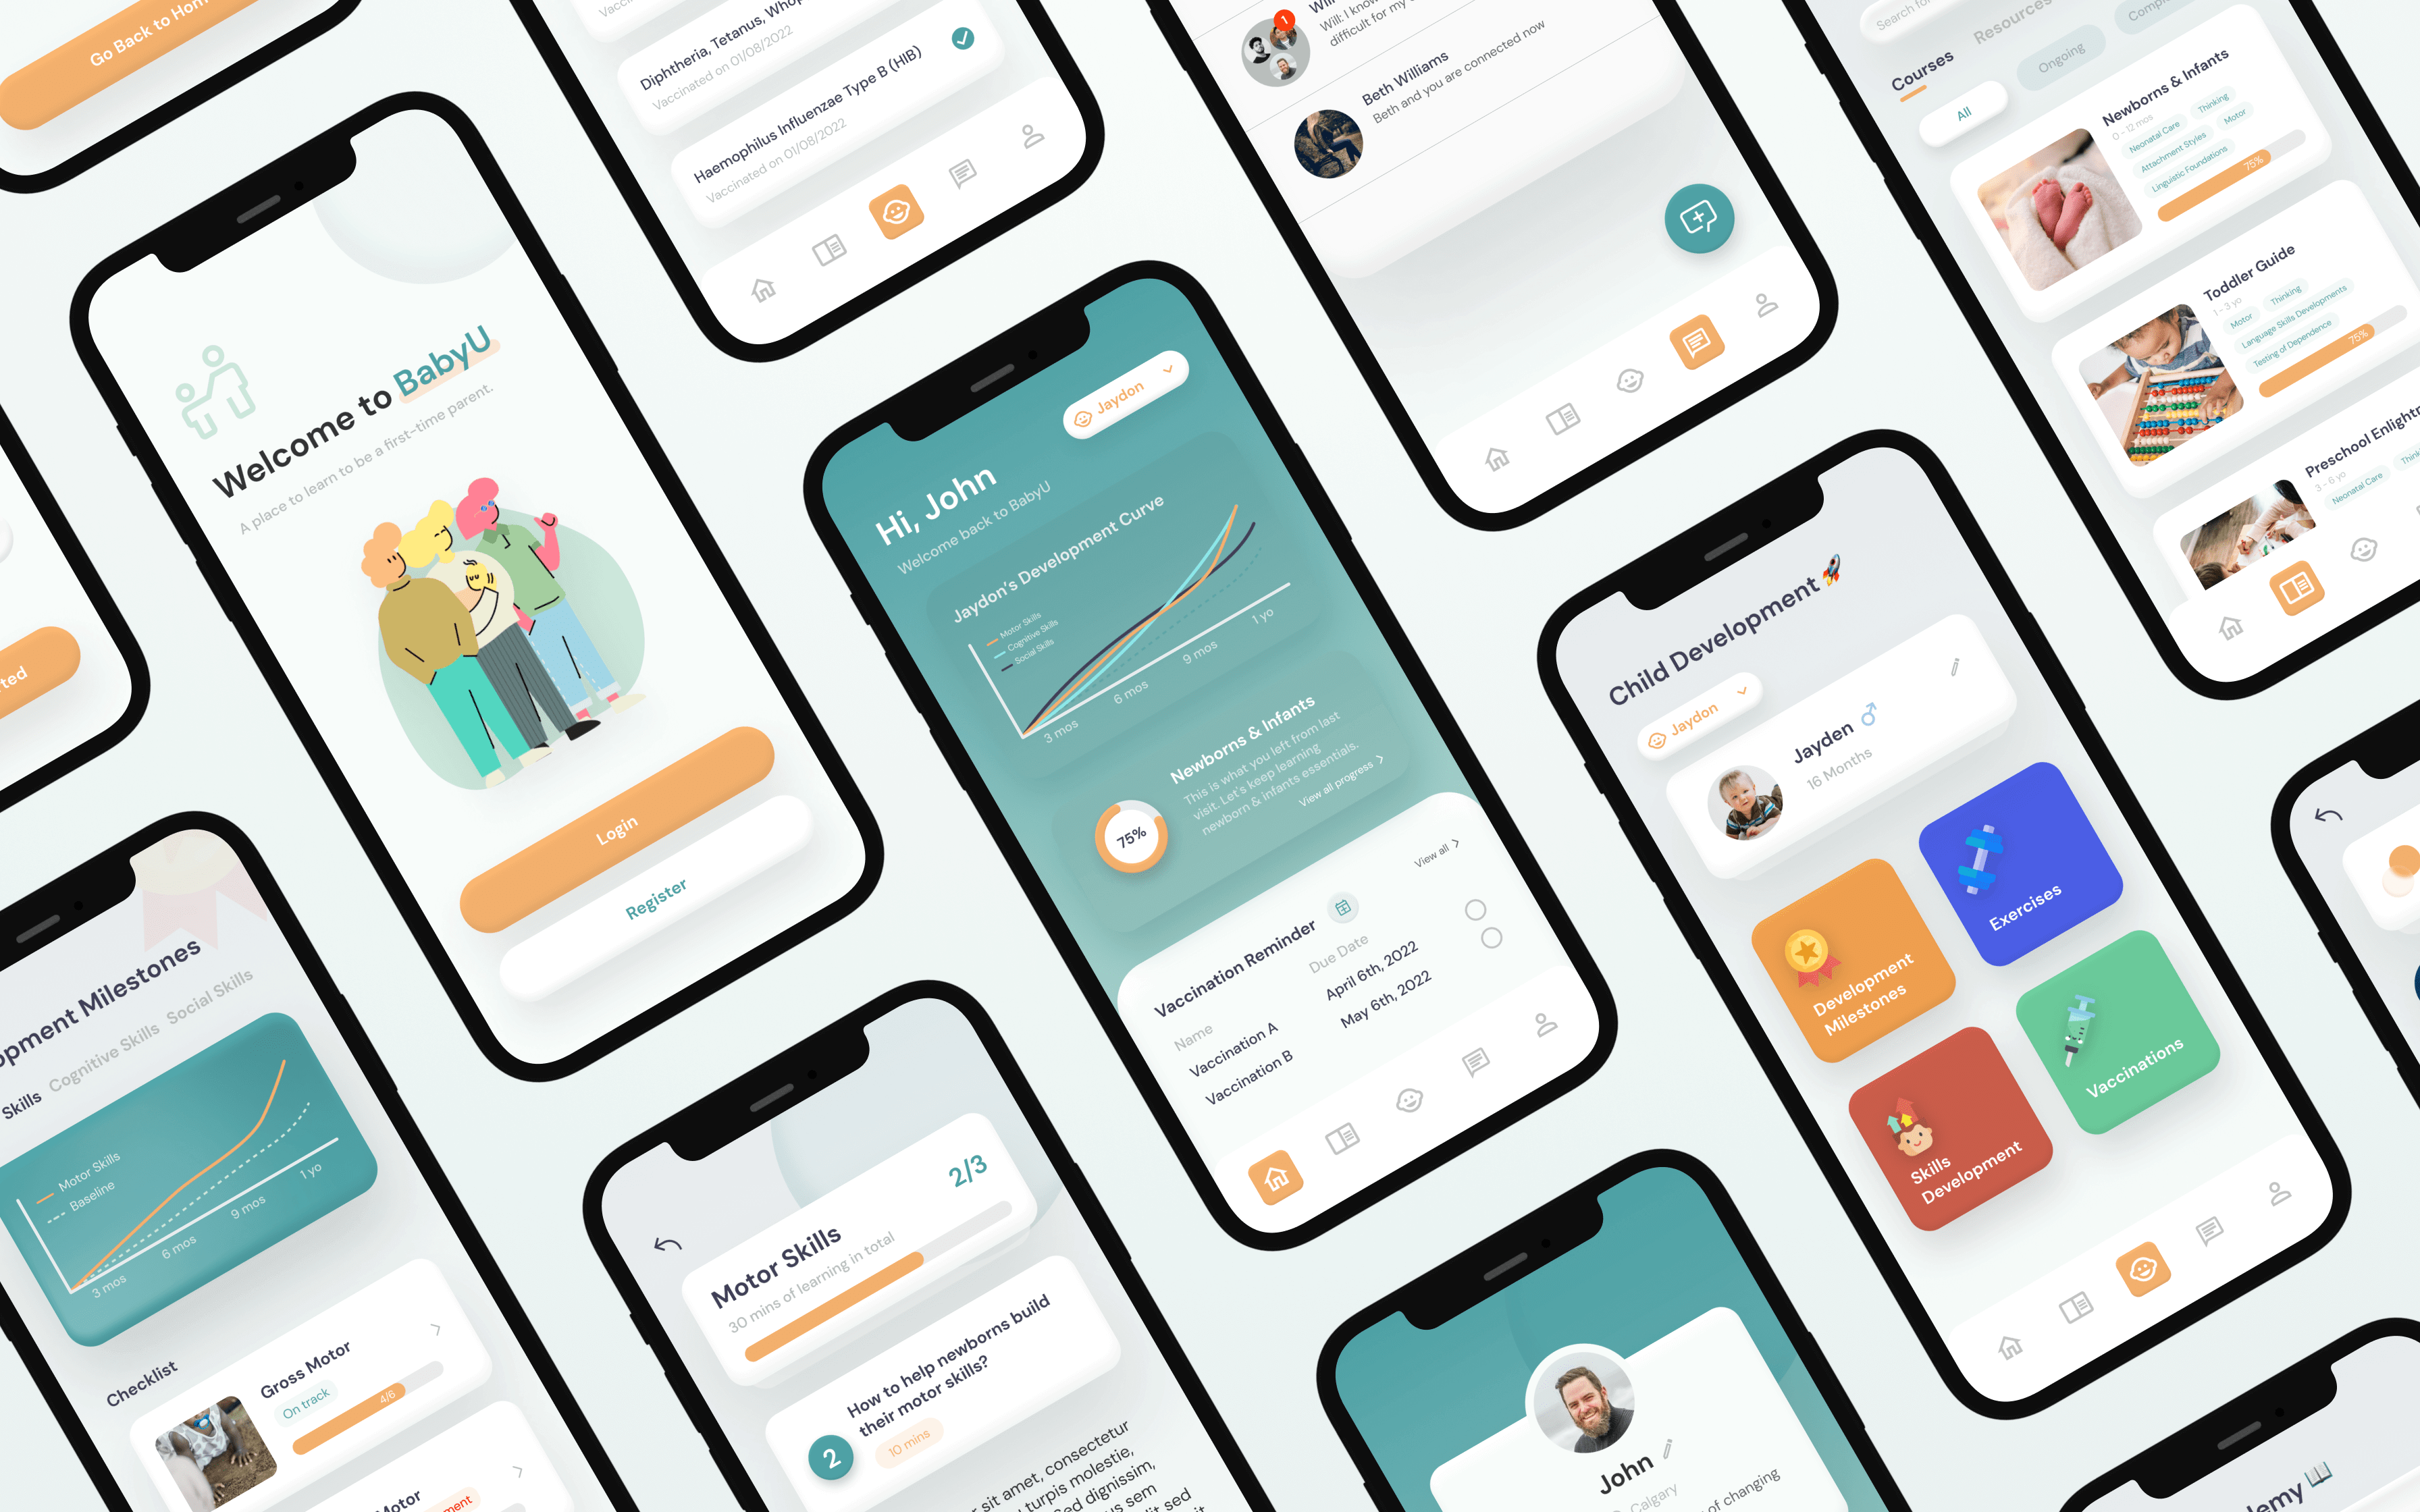 Go Back to Hom
Diphtheria, Tetanus, Whop
Vaccinated on 01/08/2022
Haemophilus Influenzae Type B (HIB)
Vaccinated on 01/08/2022
1
Will: I know
difficult for my
Beth Williams
Beth and you are connected now
Search for
Courses
Resources
All
Ongoing
Compl
Newborns & Infants
0 - 12 mos
Neonatal Care
Thinking
Attachment Styles
Motor
Linguistic Foundations
75%
Toddler Guide
1 - 3 yo
Motor
Thinking
Language Skills Developments
Testing of Dependence
75%
Preschool Enlight
3 - 6 yo
Neonatal Care
Think
Welcome to BabyU
A place to learn to be a first-time parent.
Login
Register
rted
Jaydon
Hi, John
Welcome back to BabyU
Jaydon's Development Curve
Motor Skills
Cognitive Skills
Social Skills
3 mos
6 mos
9 mos
1 yo
75%
Newborns & Infants
This is what you left from last
visit. Let's keep learning
newborn & infants essentials.
View all progress
Vaccination Reminder
View all
Name
Due Date
Vaccination A
April 6th, 2022
Vaccination B
May 6th, 2022
Child Development 🚀
Jaydon
Jayden ♂
16 Months
Development
Milestones
Exercises
Skills
Development
Vaccinations
opment Milestones
Skills
Cognitive Skills
Social Skills
Motor Skills
Baseline
3 mos
6 mos
9 mos
1 yo
Checklist
Gross Motor
On track
4/6
Motor
ment
2/3
Motor Skills
30 mins of learning in total
2
How to help newborns build
their motor skills?
10 mins
r sit amet, consectetur
turpis molestie,
ed dignissim,
us sem
it sed
John
Calgary
of changing
emy 📖